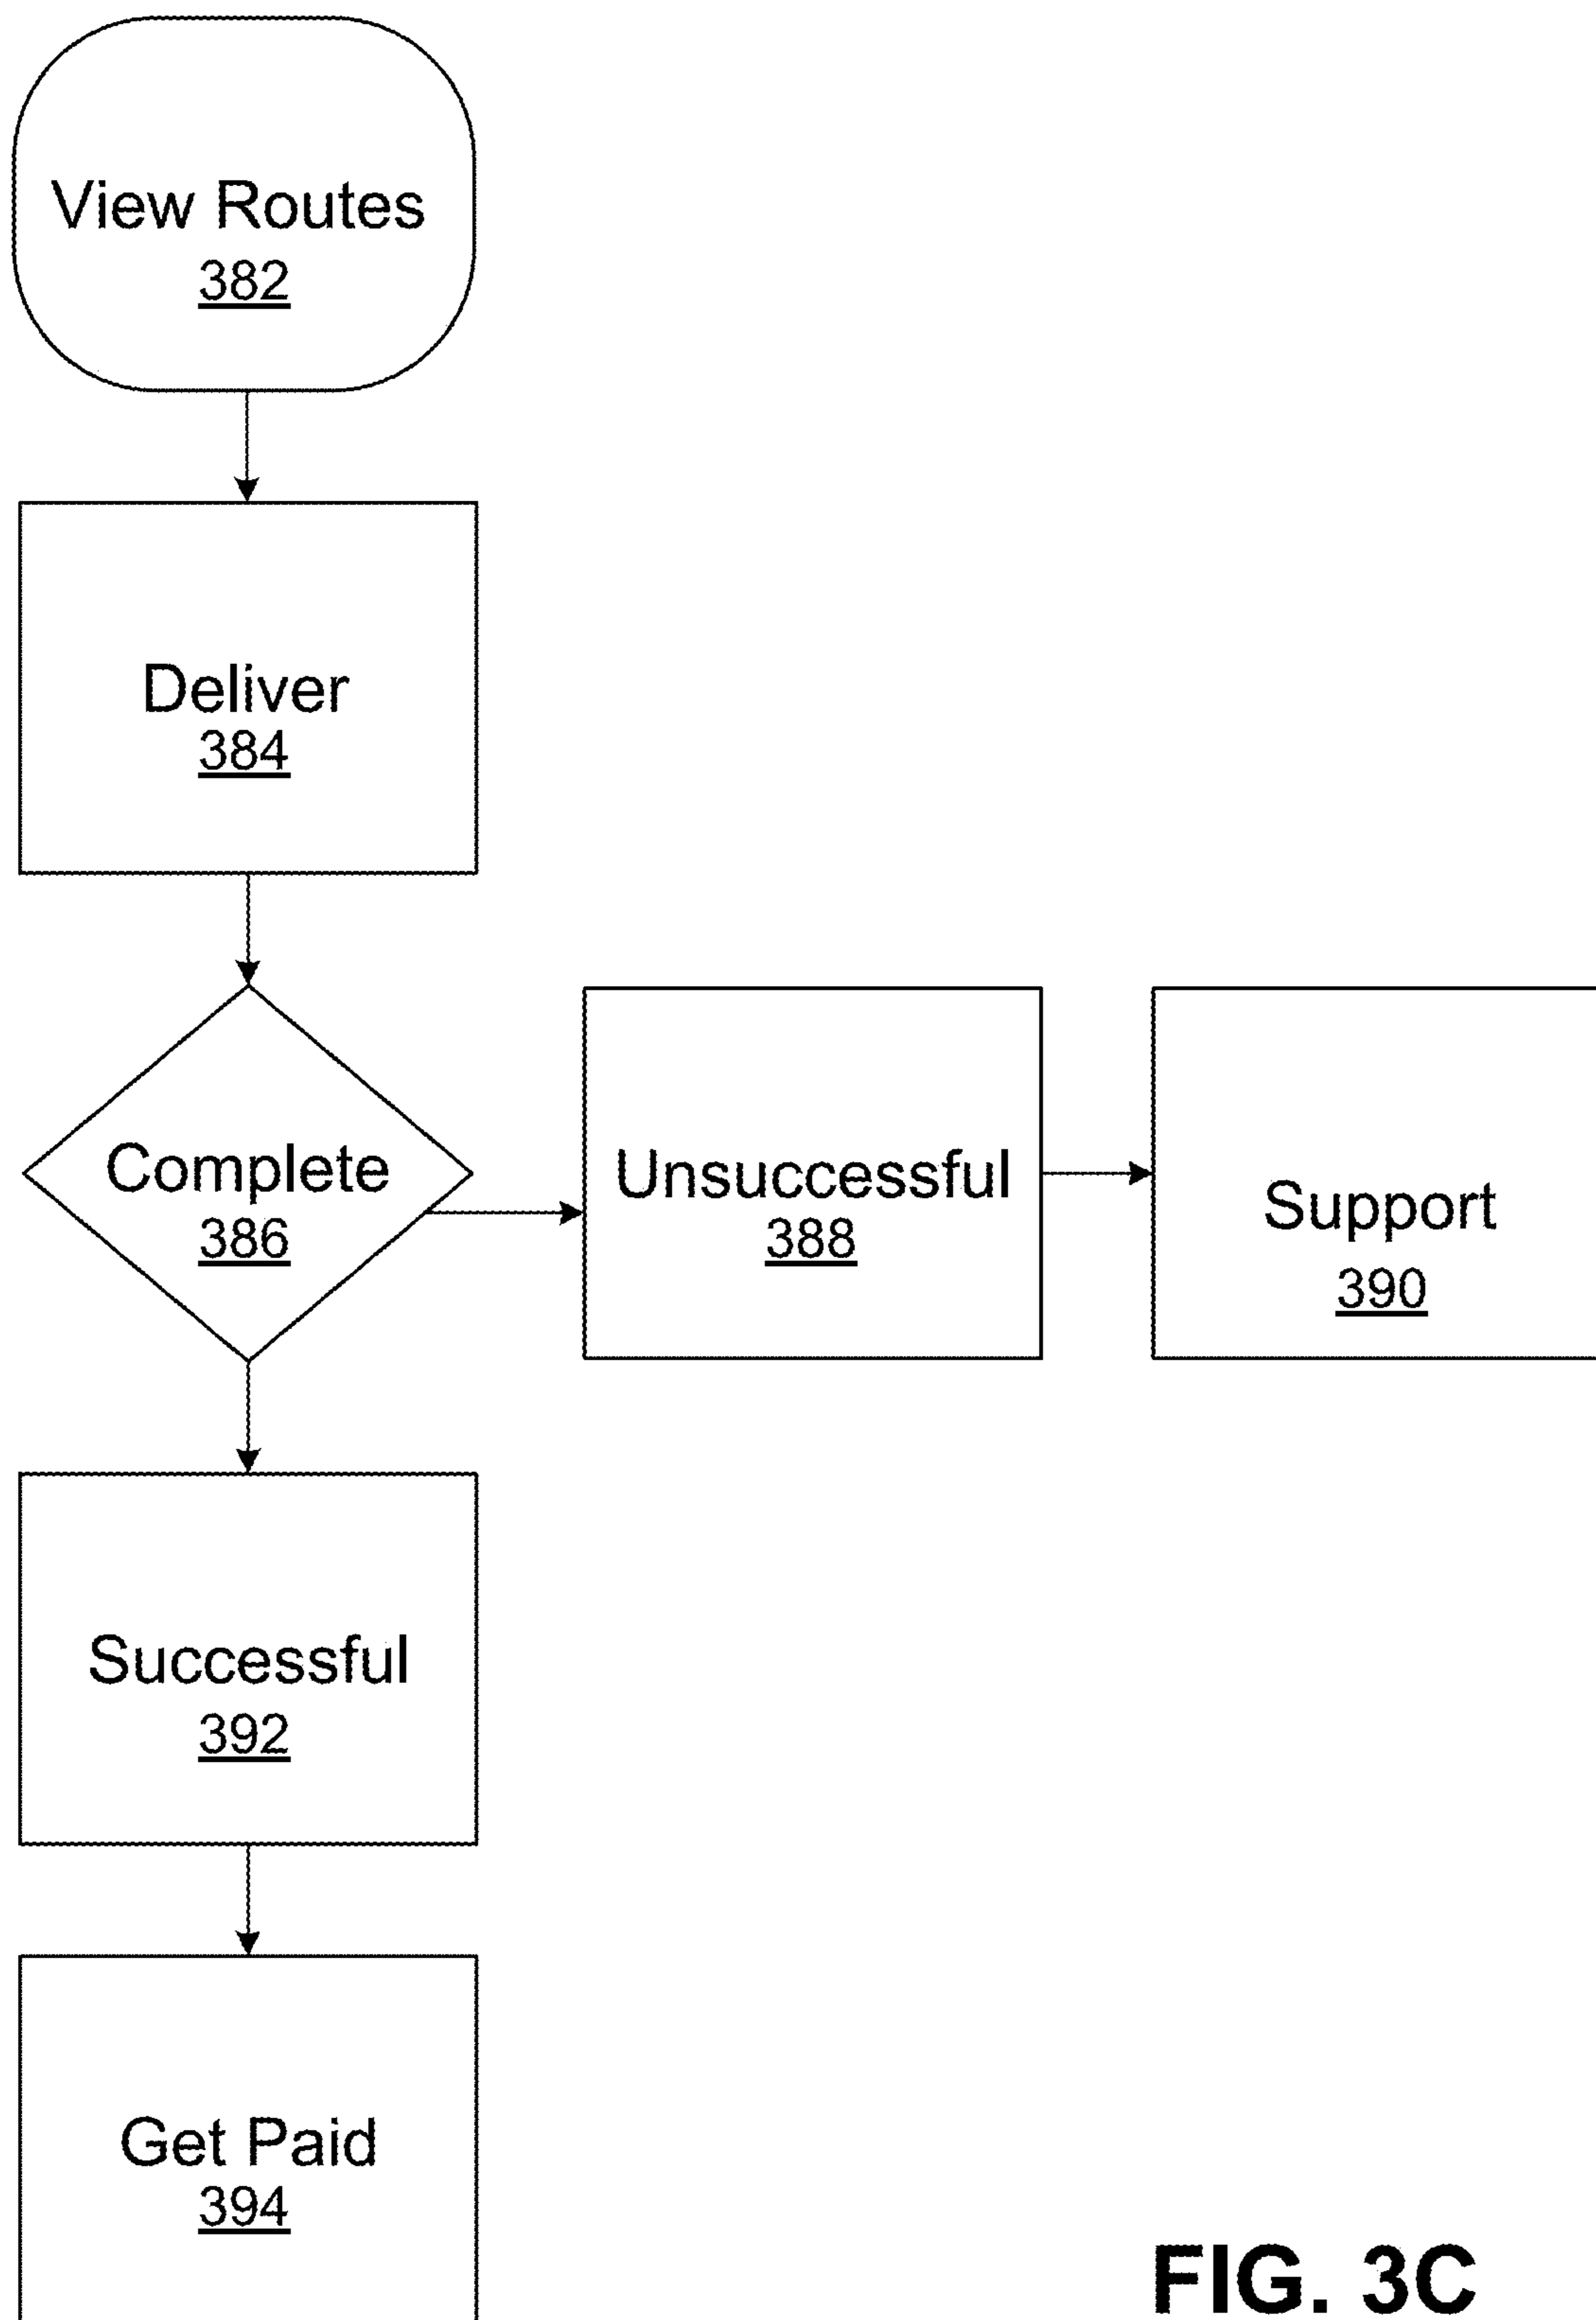 View Routes
382
Deliver
384
Complete
386
Unsuccessful
388
Support
390
Successful
392
Get Paid
394
FIG. 3C